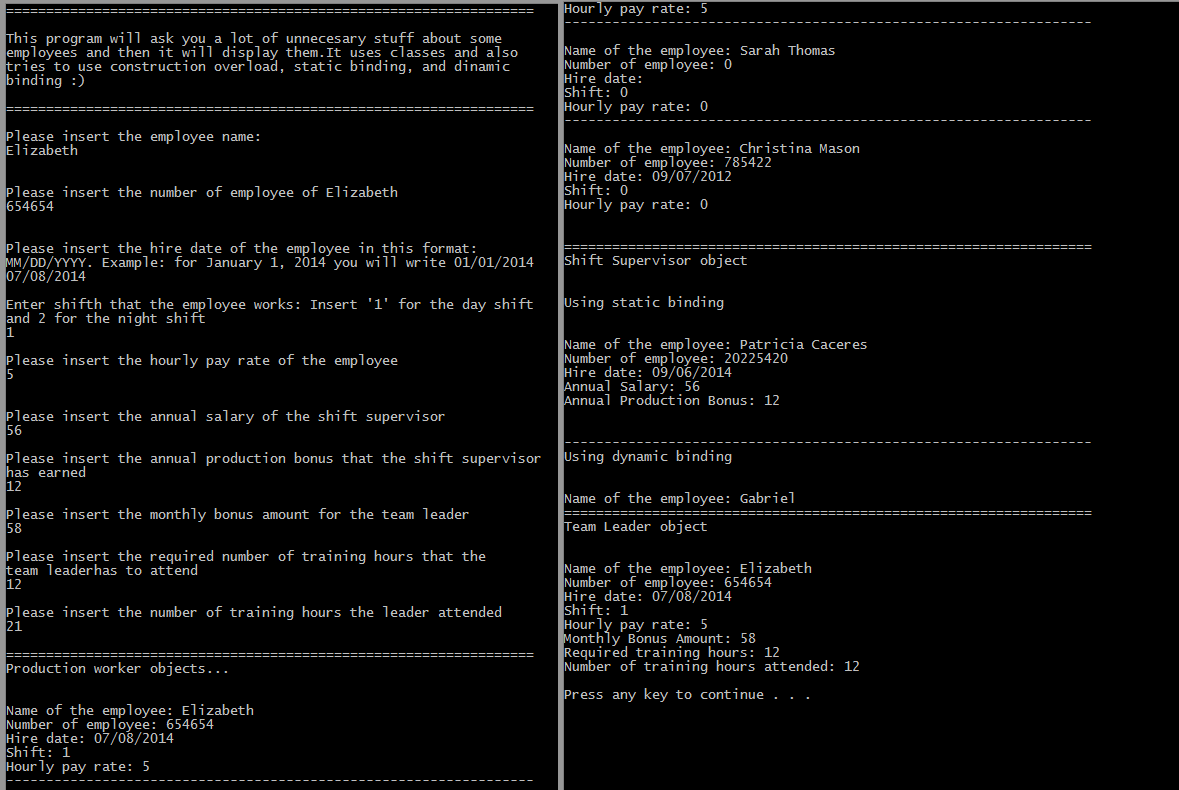 ==================================================================
This program will ask you a lot of unnecesary stuff about some
employees and then it will display them.It uses classes and also
tries to use construction overload, static binding, and dinamic
binding :)
==================================================================
Please insert the employee name:
Elizabeth
Please insert the number of employee of Elizabeth
654654
Please insert the hire date of the employee in this format:
MM/DD/YYYY. Example: for January 1, 2014 you will write 01/01/2014
07/08/2014
Enter shifth that the employee works: Insert '1' for the day shift
and 2 for the night shift
1
Please insert the hourly pay rate of the employee
5
Please insert the annual salary of the shift supervisor
56
Please insert the annual production bonus that the shift supervisor
has earned
12
Please insert the monthly bonus amount for the team leader
58
Please insert the required number of training hours that the
team leaderhas to attend
12
Please insert the number of training hours the leader attended
21
==================================================================
Production worker objects...
Name of the employee: Elizabeth
Number of employee: 654654
Hire date: 07/08/2014
Shift: 1
Hourly pay rate: 5
------------------------------------------------------------------
Hourly pay rate: 5
------------------------------------------------------------------
Name of the employee: Sarah Thomas
Number of employee: 0
Hire date:
Shift: 0
Hourly pay rate: 0
------------------------------------------------------------------
Name of the employee: Christina Mason
Number of employee: 785422
Hire date: 09/07/2012
Shift: 0
Hourly pay rate: 0
==================================================================
Shift Supervisor object
Using static binding
Name of the employee: Patricia Caceres
Number of employee: 20225420
Hire date: 09/06/2014
Annual Salary: 56
Annual Production Bonus: 12
------------------------------------------------------------------
Using dynamic binding
Name of the employee: Gabriel
==================================================================
Team Leader object
Name of the employee: Elizabeth
Number of employee: 654654
Hire date: 07/08/2014
Shift: 1
Hourly pay rate: 5
Monthly Bonus Amount: 58
Required training hours: 12
Number of training hours attended: 12
Press any key to continue . . .